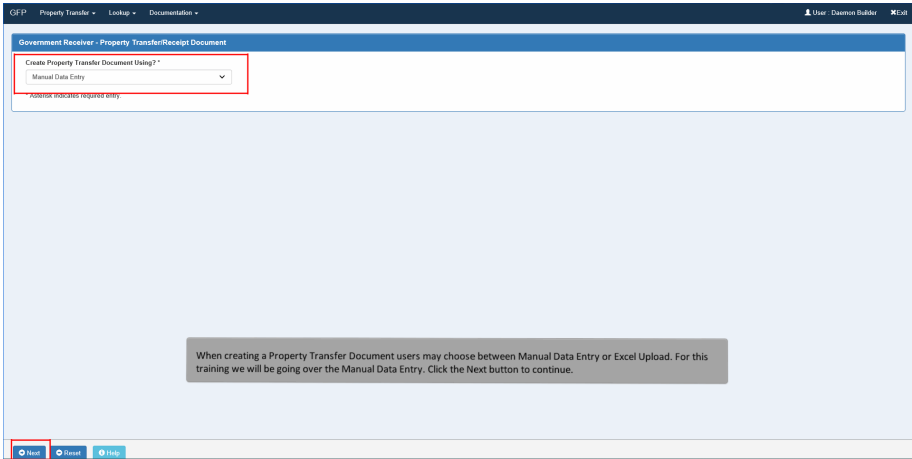 GFP Property Transfer Lookup Documentation User : Daemon Builder Exit
Government Receiver - Property Transfer/Receipt Document
Create Property Transfer Document Using? *
Manual Data Entry
* Asterisk indicates required entry.
When creating a Property Transfer Document users may choose between Manual Data Entry or Excel Upload. For this
training we will be going over the Manual Data Entry. Click the Next button to continue.
Next Reset Help